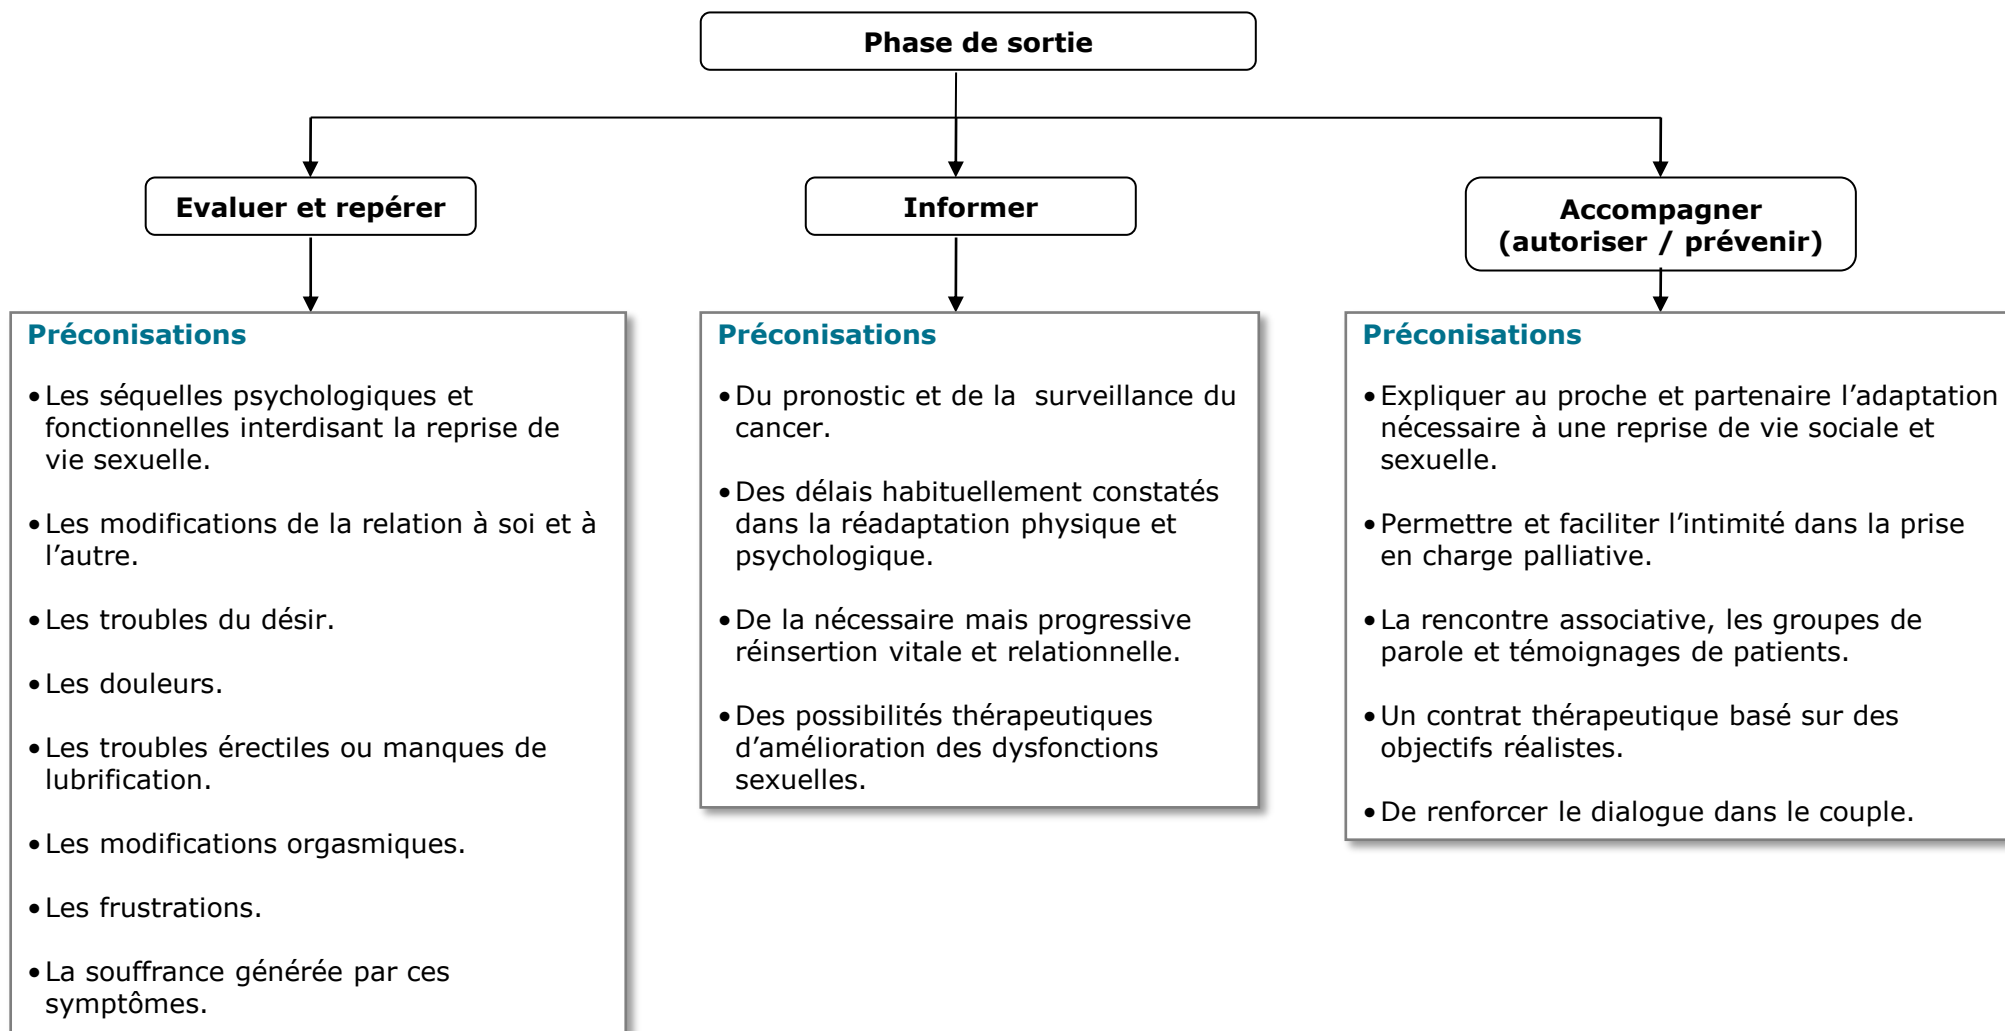 Phase de sortie
Evaluer et repérer
Informer
Accompagner
(autoriser / prévenir)
Préconisations
• Les séquelles psychologiques et
fonctionnelles interdisant la reprise de
vie sexuelle.
• Les modifications de la relation à soi et à
l’autre.
• Les troubles du désir.
• Les douleurs.
• Les troubles érectiles ou manques de
lubrification.
• Les modifications orgasmiques.
• Les frustrations.
• La souffrance générée par ces
symptômes.
Préconisations
• Du pronostic et de la  surveillance du
cancer.
• Des délais habituellement constatés
dans la réadaptation physique et
psychologique.
• De la nécessaire mais progressive
réinsertion vitale et relationnelle.
• Des possibilités thérapeutiques
d’amélioration des dysfonctions
sexuelles.
Préconisations
• Expliquer au proche et partenaire l’adaptation
nécessaire à une reprise de vie sociale et
sexuelle.
• Permettre et faciliter l’intimité dans la prise
en charge palliative.
• La rencontre associative, les groupes de
parole et témoignages de patients.
• Un contrat thérapeutique basé sur des
objectifs réalistes.
• De renforcer le dialogue dans le couple.